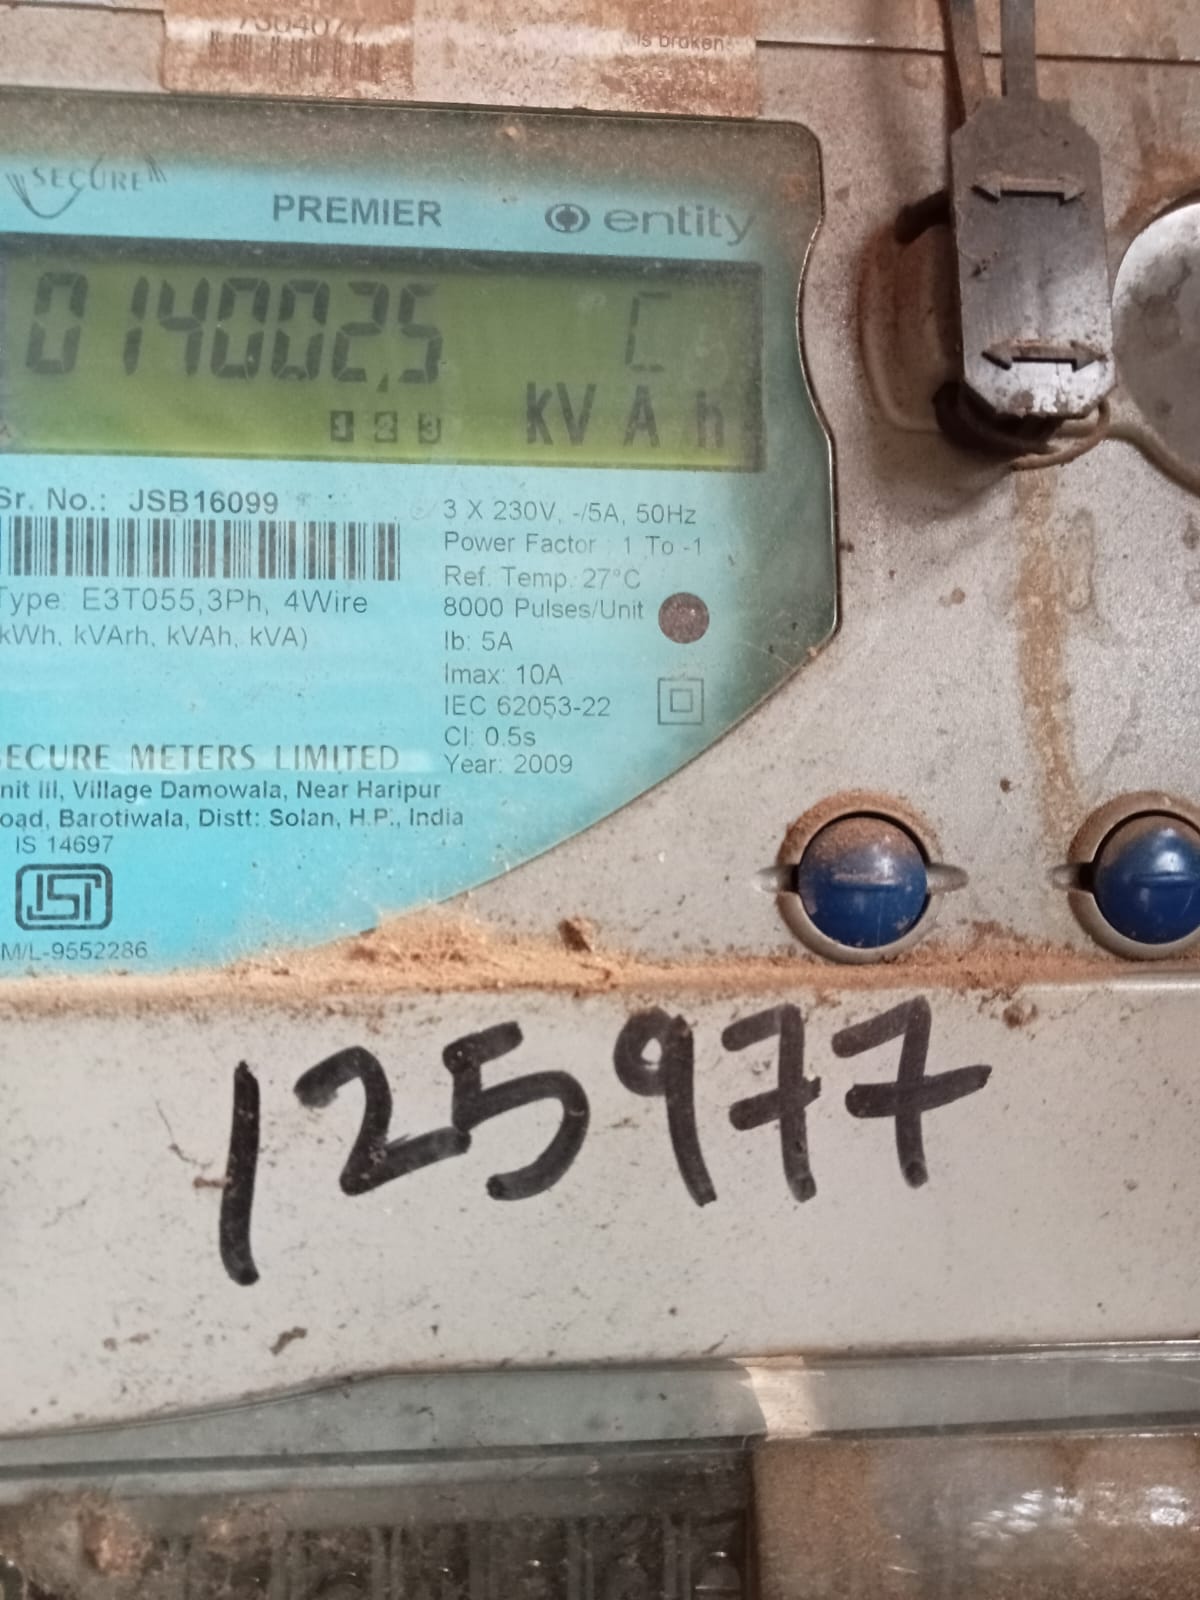 is broken
SECURE
PREMIER entity
014002,5 C
1 2 3 kVAh
Sr. No.: JSB16099
3 X 230V, -/5A, 50Hz
Power Factor : 1 To -1
Ref. Temp. 27°C
Type: E3T055,3Ph, 4Wire
8000 Pulses/Unit
kWh, kVArh, kVAh, kVA)
Ib: 5A
Imax: 10A
IEC 62053-22
Cl: 0.5s
SECURE METERS LIMITED
Year: 2009
nit III, Village Damowala, Near Haripur
oad, Barotiwala, Distt: Solan, H.P., India
IS 14697
M/L-9552286
125977